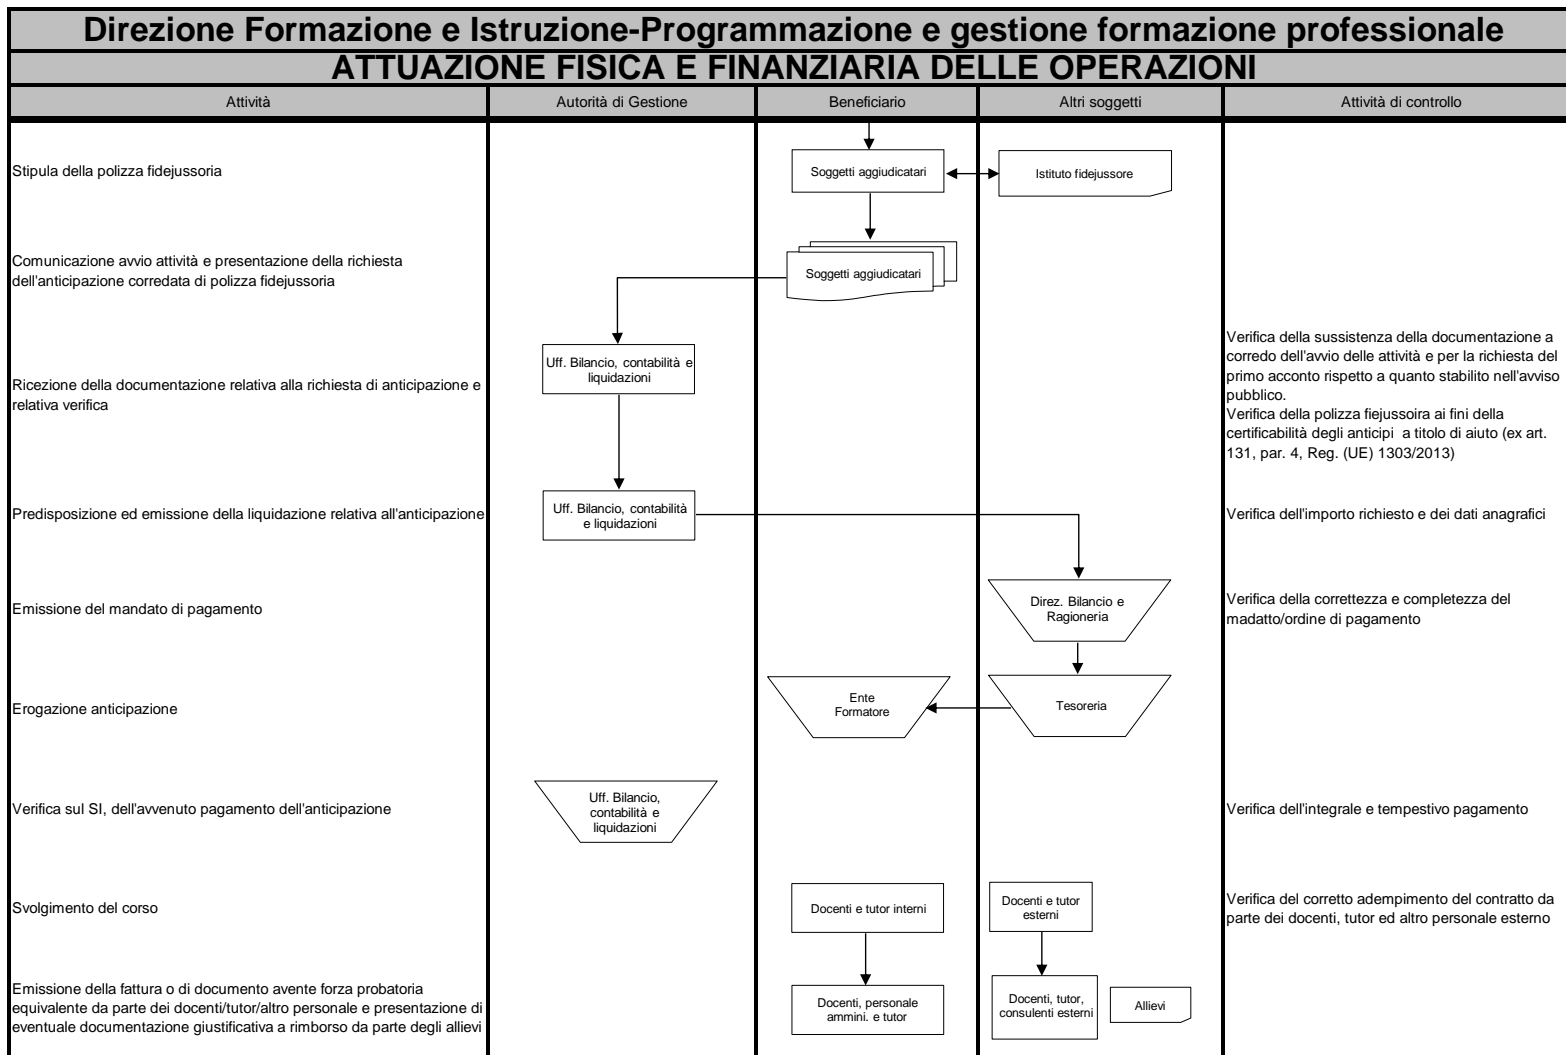 Direzione Formazione e Istruzione-Programmazione e gestione formazione professionale
ATTUAZIONE FISICA E FINANZIARIA DELLE OPERAZIONI
Attività
Autorità di Gestione
Beneficiario
Altri soggetti
Attività di controllo
Stipula della polizza fidejussoria
Soggetti aggiudicatari
Istituto fidejussore
Comunicazione avvio attività e presentazione della richiesta
dell'anticipazione corredata di polizza fidejussoria
Soggetti aggiudicatari
Ricezione della documentazione relativa alla richiesta di anticipazione e
relativa verifica
Uff. Bilancio, contabilità e
liquidazioni
Verifica della sussistenza della documentazione a
corredo dell'avvio delle attività e per la richiesta del
primo acconto rispetto a quanto stabilito nell'avviso
pubblico.
Verifica della polizza fiejussoira ai fini della
certificabilità degli anticipi a titolo di aiuto (ex art.
131, par. 4, Reg. (UE) 1303/2013)
Predisposizione ed emissione della liquidazione relativa all'anticipazione
Uff. Bilancio, contabilità
e liquidazioni
Verifica dell'importo richiesto e dei dati anagrafici
Emissione del mandato di pagamento
Direz. Bilancio e
Ragioneria
Verifica della correttezza e completezza del
madatto/ordine di pagamento
Erogazione anticipazione
Ente
Formatore
Tesoreria
Verifica sul SI, dell'avvenuto pagamento dell'anticipazione
Uff. Bilancio,
contabilità e
liquidazioni
Verifica dell'integrale e tempestivo pagamento
Svolgimento del corso
Docenti e tutor interni
Docenti e tutor
esterni
Verifica del corretto adempimento del contratto da
parte dei docenti, tutor ed altro personale esterno
Emissione della fattura o di documento avente forza probatoria
equivalente da parte dei docenti/tutor/altro personale e presentazione di
eventuale documentazione giustificativa a rimborso da parte degli allievi
Docenti, personale
ammini. e tutor
Docenti, tutor,
consulenti esterni
Allievi